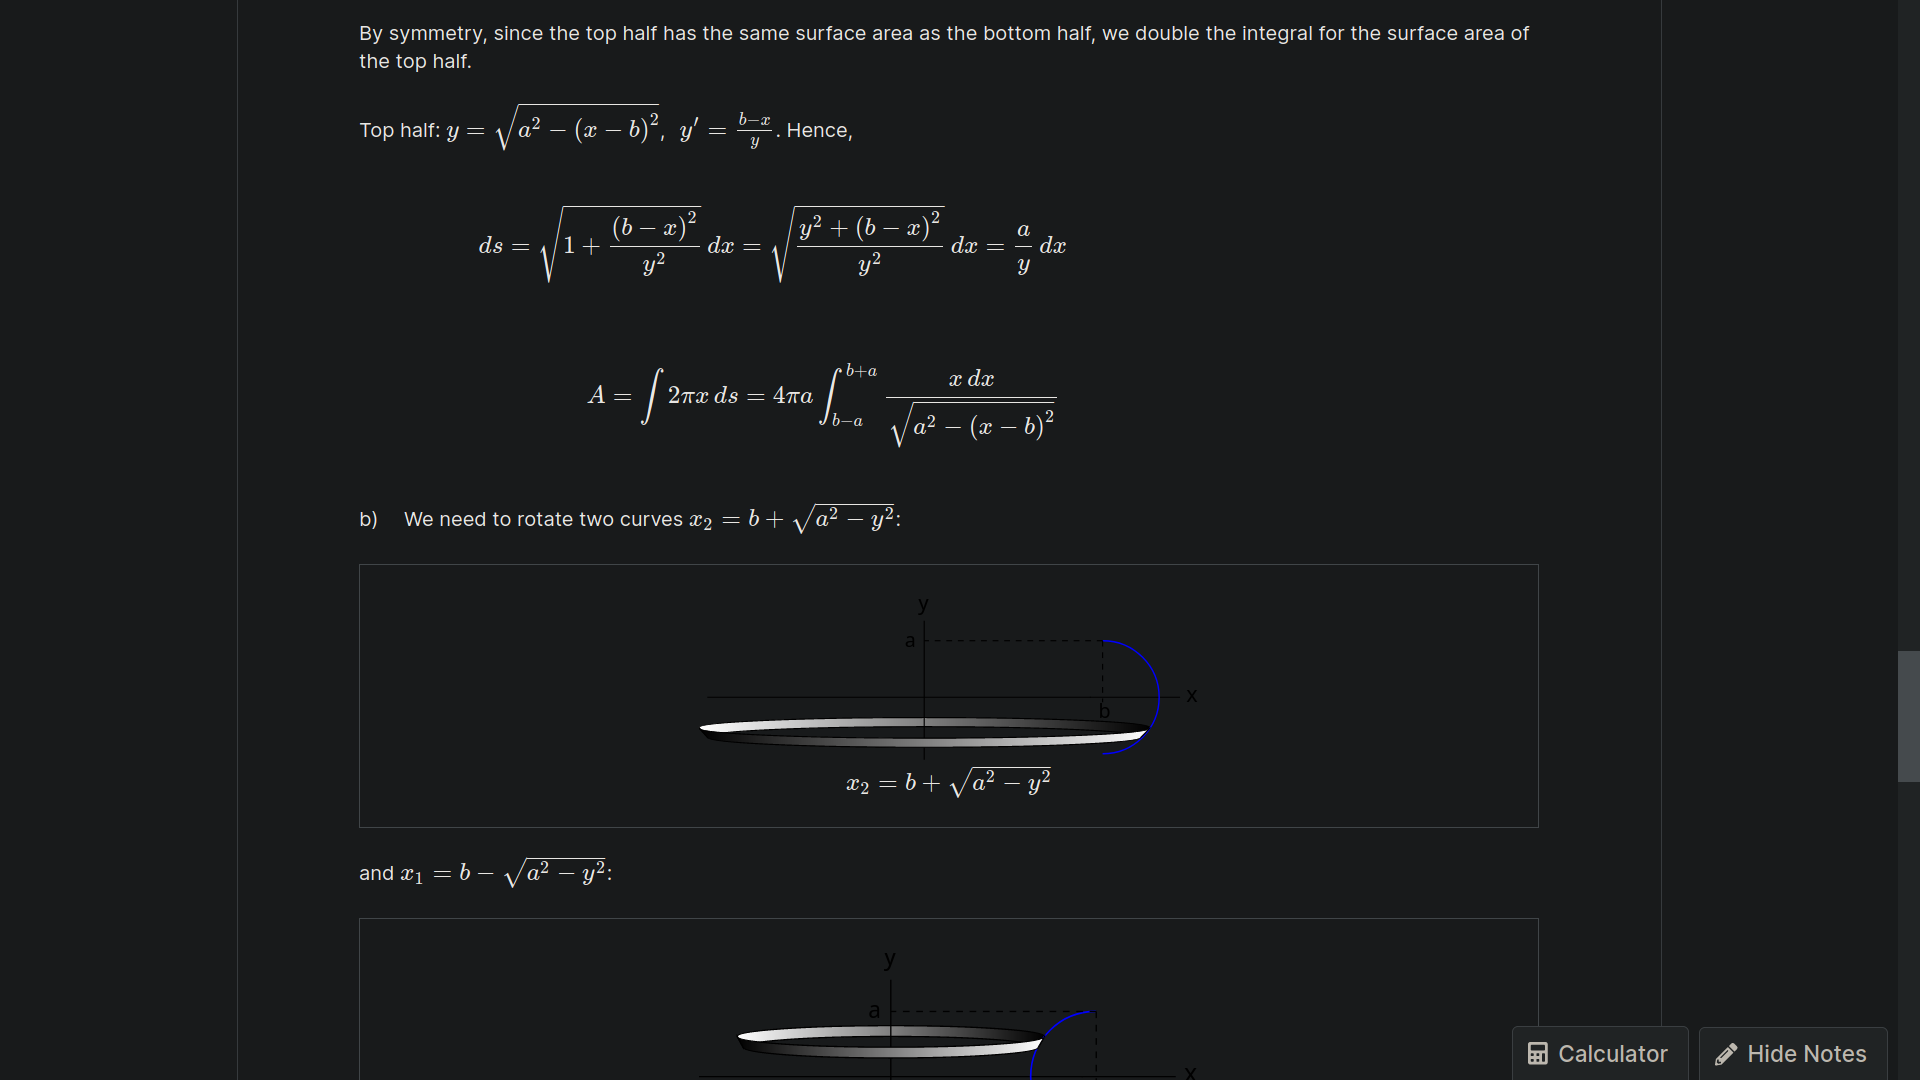 By symmetry, since the top half has the same surface area as the bottom half, we double the integral for the surface area of
the top half.
Top half: $y = \sqrt{a^2 - (x - b)^2}, \ y' = \frac{b-x}{y}$. Hence,
$ds = \sqrt{1 + \frac{(b - x)^2}{y^2}} \, dx = \sqrt{\frac{y^2 + (b - x)^2}{y^2}} \, dx = \frac{a}{y} \, dx$
$A = \int 2\pi x \, ds = 4\pi a \int_{b-a}^{b+a} \frac{x \, dx}{\sqrt{a^2 - (x - b)^2}}$
b) We need to rotate two curves $x_2 = b + \sqrt{a^2 - y^2}$:
y
a
x
b
$x_2 = b + \sqrt{a^2 - y^2}$
and $x_1 = b - \sqrt{a^2 - y^2}$:
y
a
x
Calculator
Hide Notes